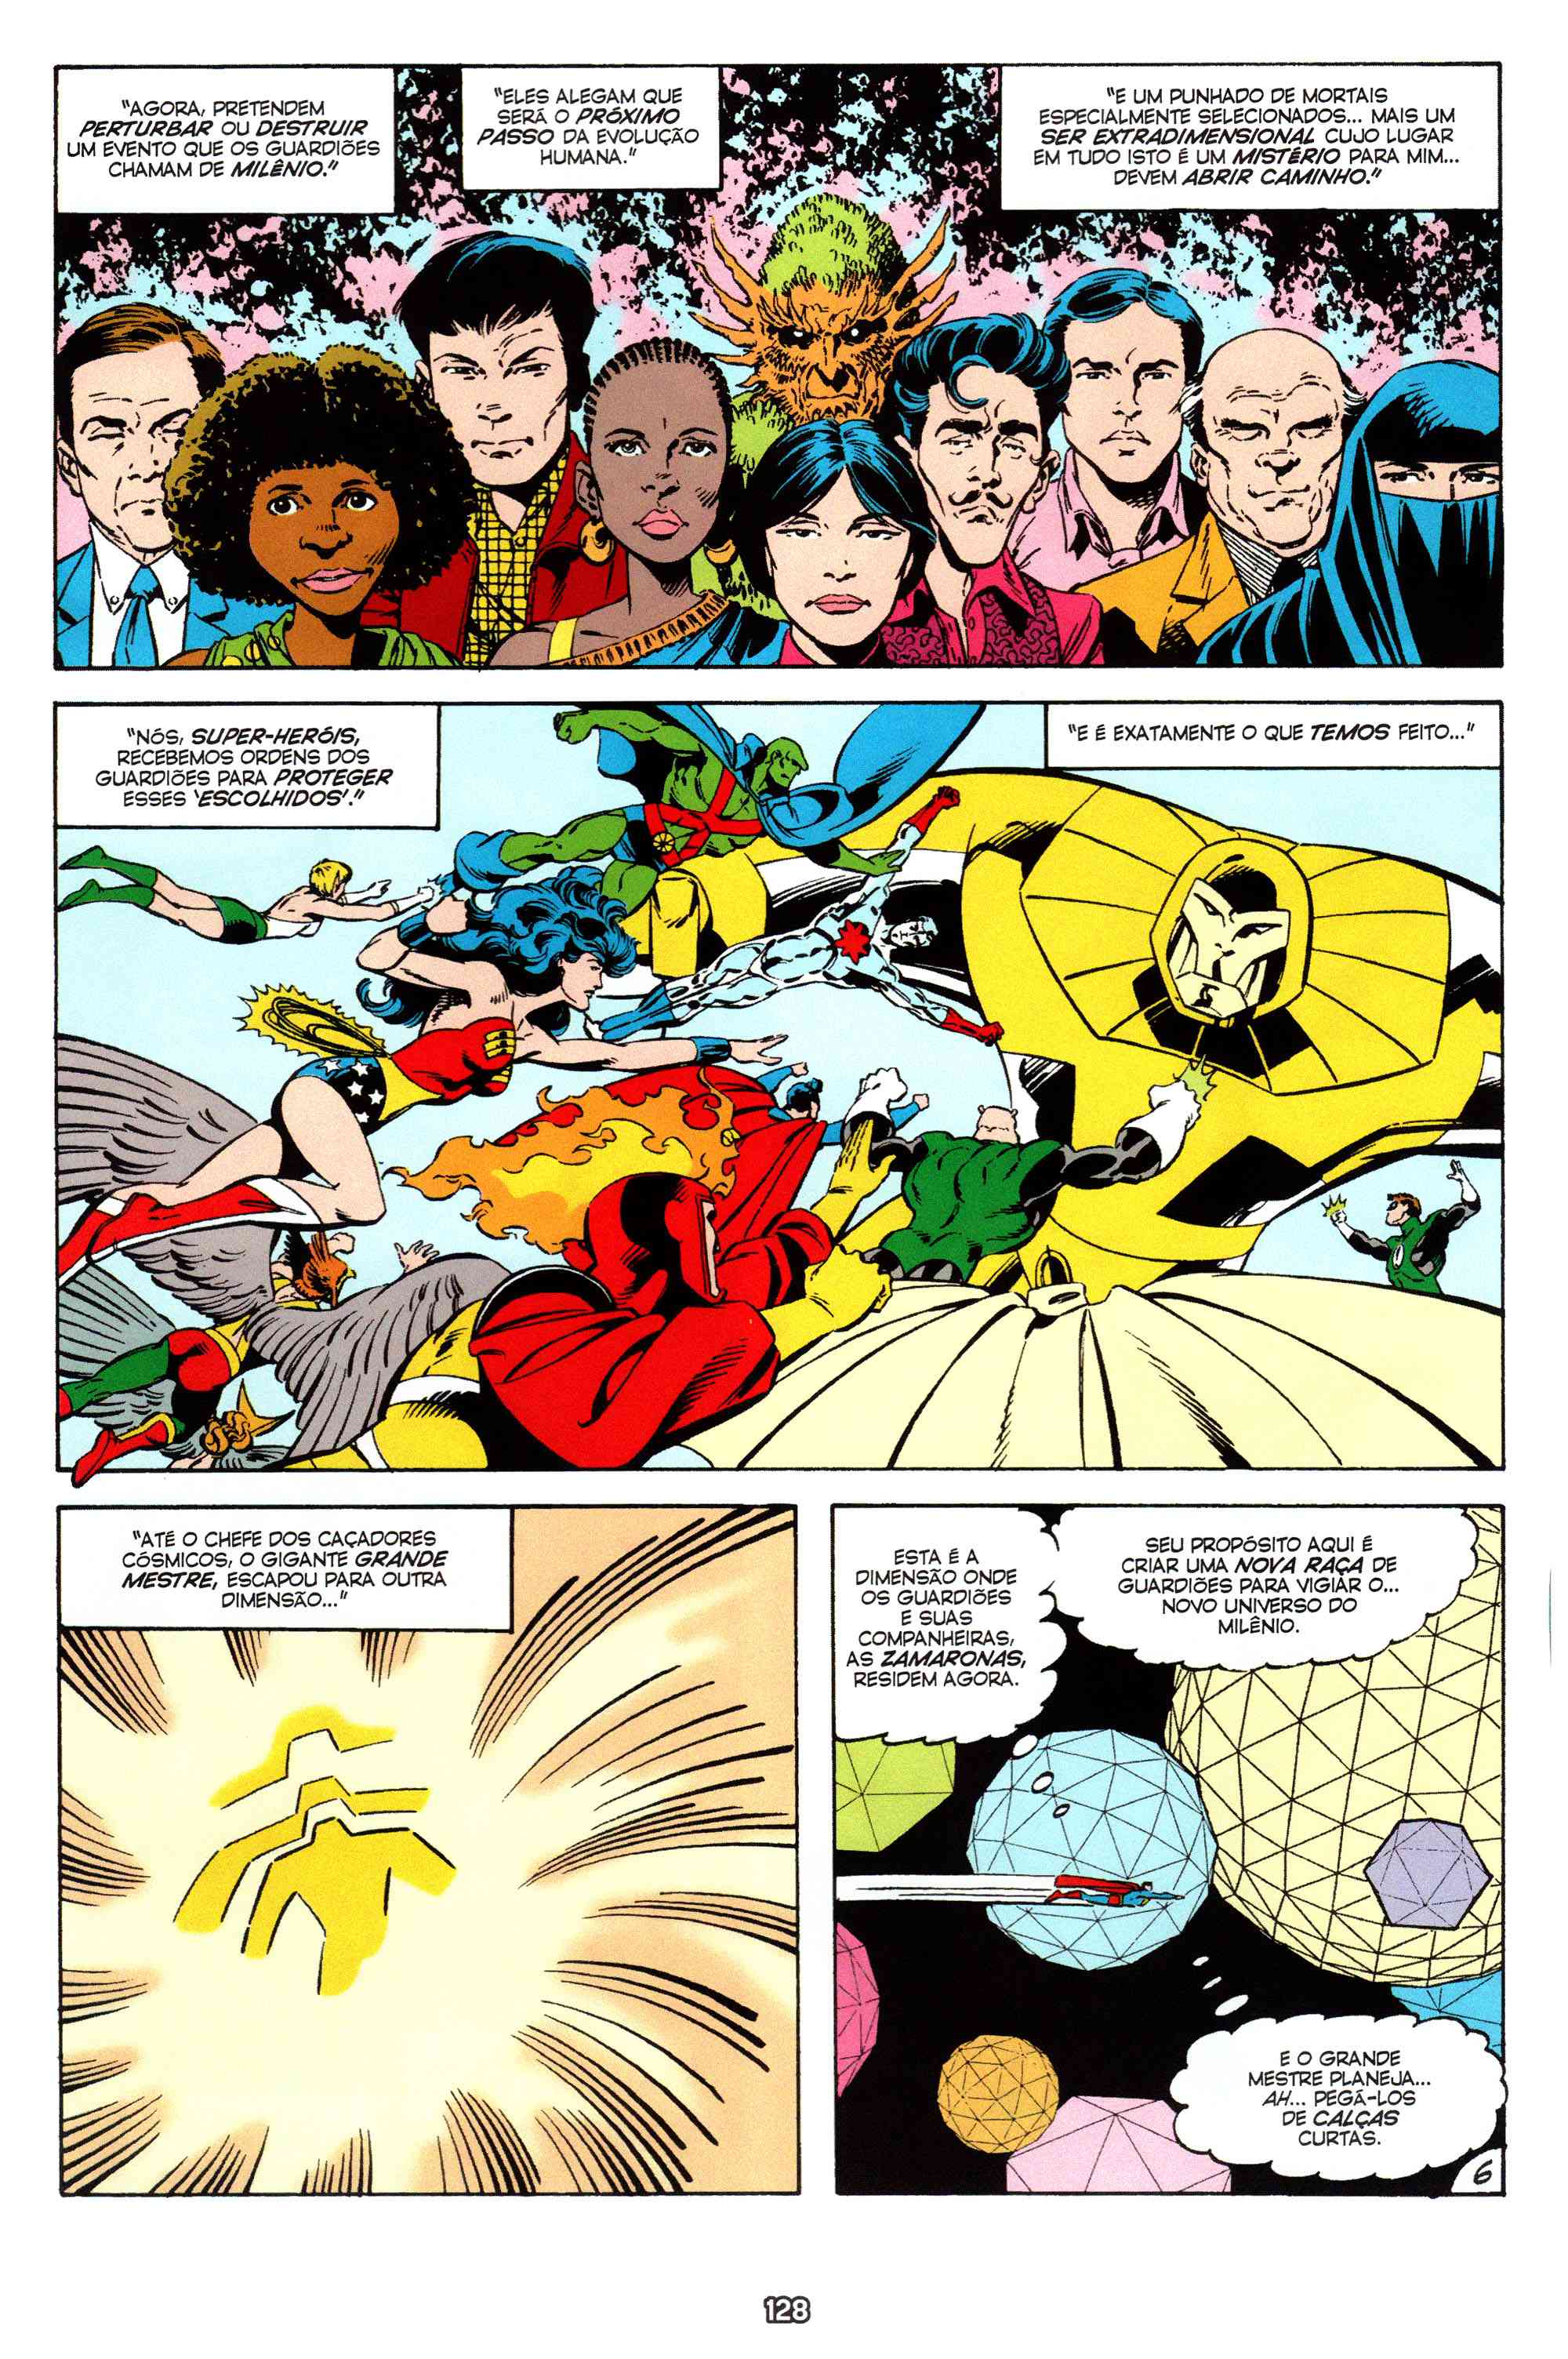 "AGORA, PRETENDEM
PERTURBAR OU DESTRUIR
UM EVENTO QUE OS GUARDIÕES
CHAMAM DE MILÊNIO."
"ELES ALEGAM QUE
SERÁ O PRÓXIMO
PASSO DA EVOLUÇÃO
HUMANA."
"E UM PUNHADO DE MORTAIS
ESPECIALMENTE SELECIONADOS... MAIS UM
SER EXTRADIMENSIONAL CUJO LUGAR
EM TUDO ISTO É UM MISTÉRIO PARA MIM...
DEVEM ABRIR CAMINHO."
"NÓS, SUPER-HERÓIS,
RECEBEMOS ORDENS DOS
GUARDIÕES PARA PROTEGER
ESSES 'ESCOLHIDOS'."
"E É EXATAMENTE O QUE TEMOS FEITO..."
"ATÉ O CHEFE DOS CAÇADORES
CÓSMICOS, O GIGANTE GRANDE
MESTRE, ESCAPOU PARA OUTRA
DIMENSÃO..."
ESTA É A
DIMENSÃO ONDE
OS GUARDIÕES
E SUAS
COMPANHEIRAS,
AS ZAMARONAS,
RESIDEM AGORA.
SEU PROPÓSITO AQUI É
CRIAR UMA NOVA RAÇA DE
GUARDIÕES PARA VIGIAR O...
NOVO UNIVERSO DO
MILÊNIO.
E O GRANDE
MESTRE PLANEJA...
AH... PEGÁ-LOS
DE CALÇAS
CURTAS.
6
128